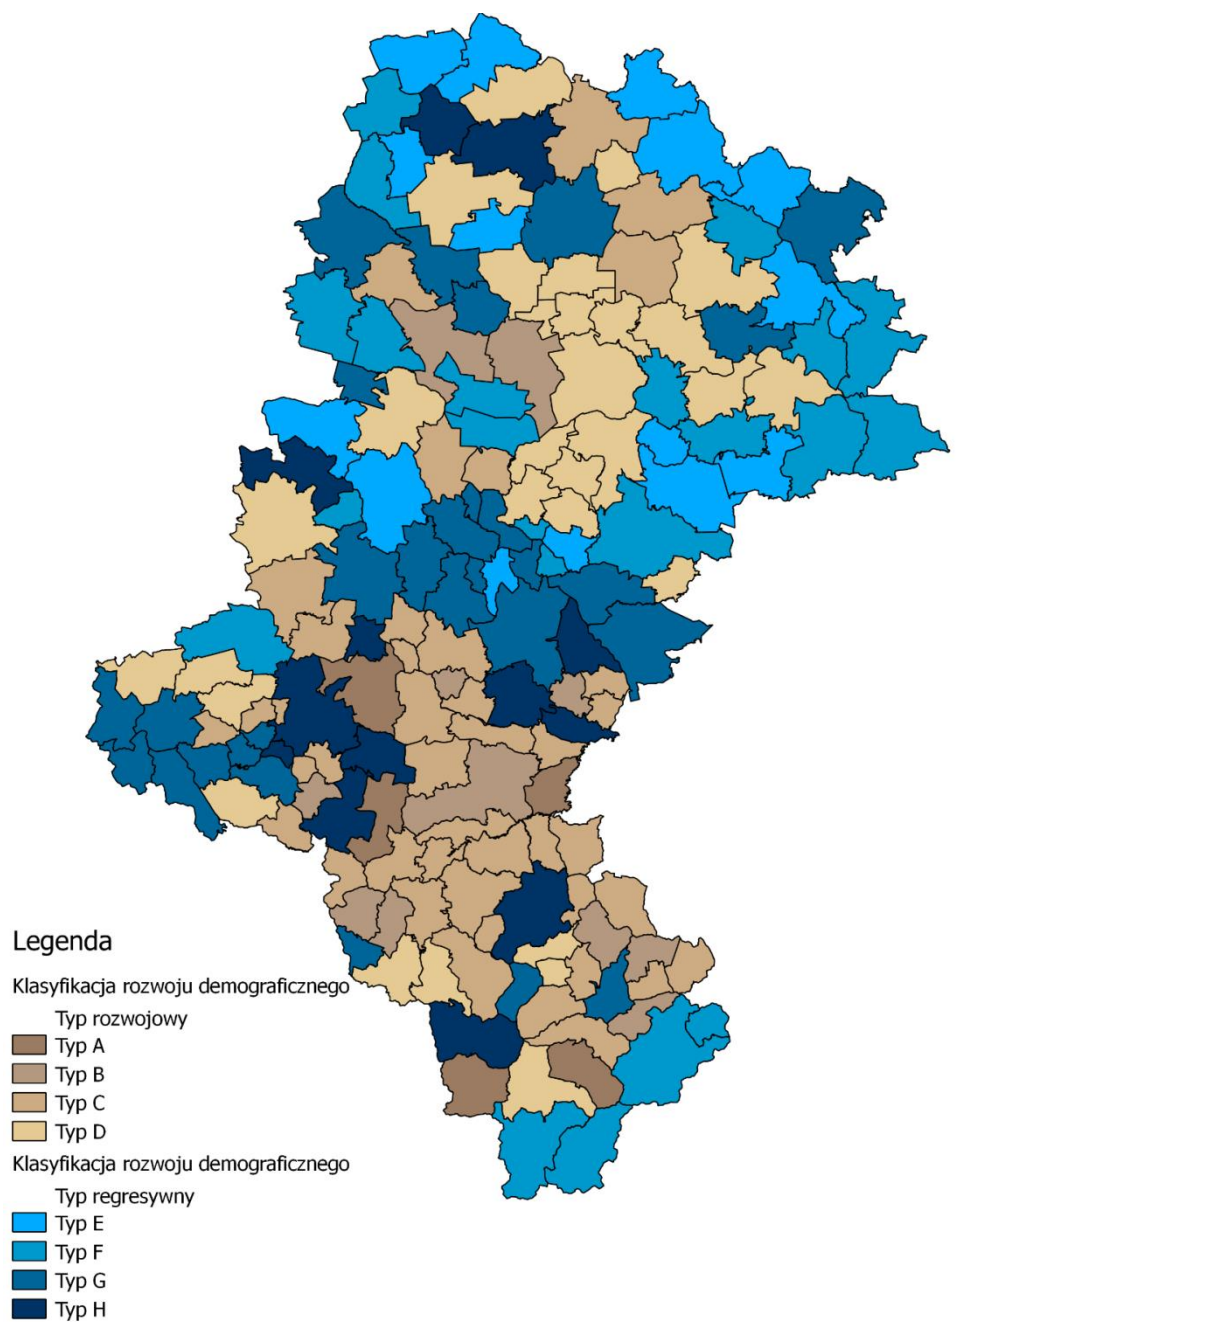 Legenda
Klasyfikacja rozwoju demograficznego
Typ rozwojowy
Typ A
Typ B
Typ C
Typ D
Klasyfikacja rozwoju demograficznego
Typ regresywny
Typ E
Typ F
Typ G
Typ H